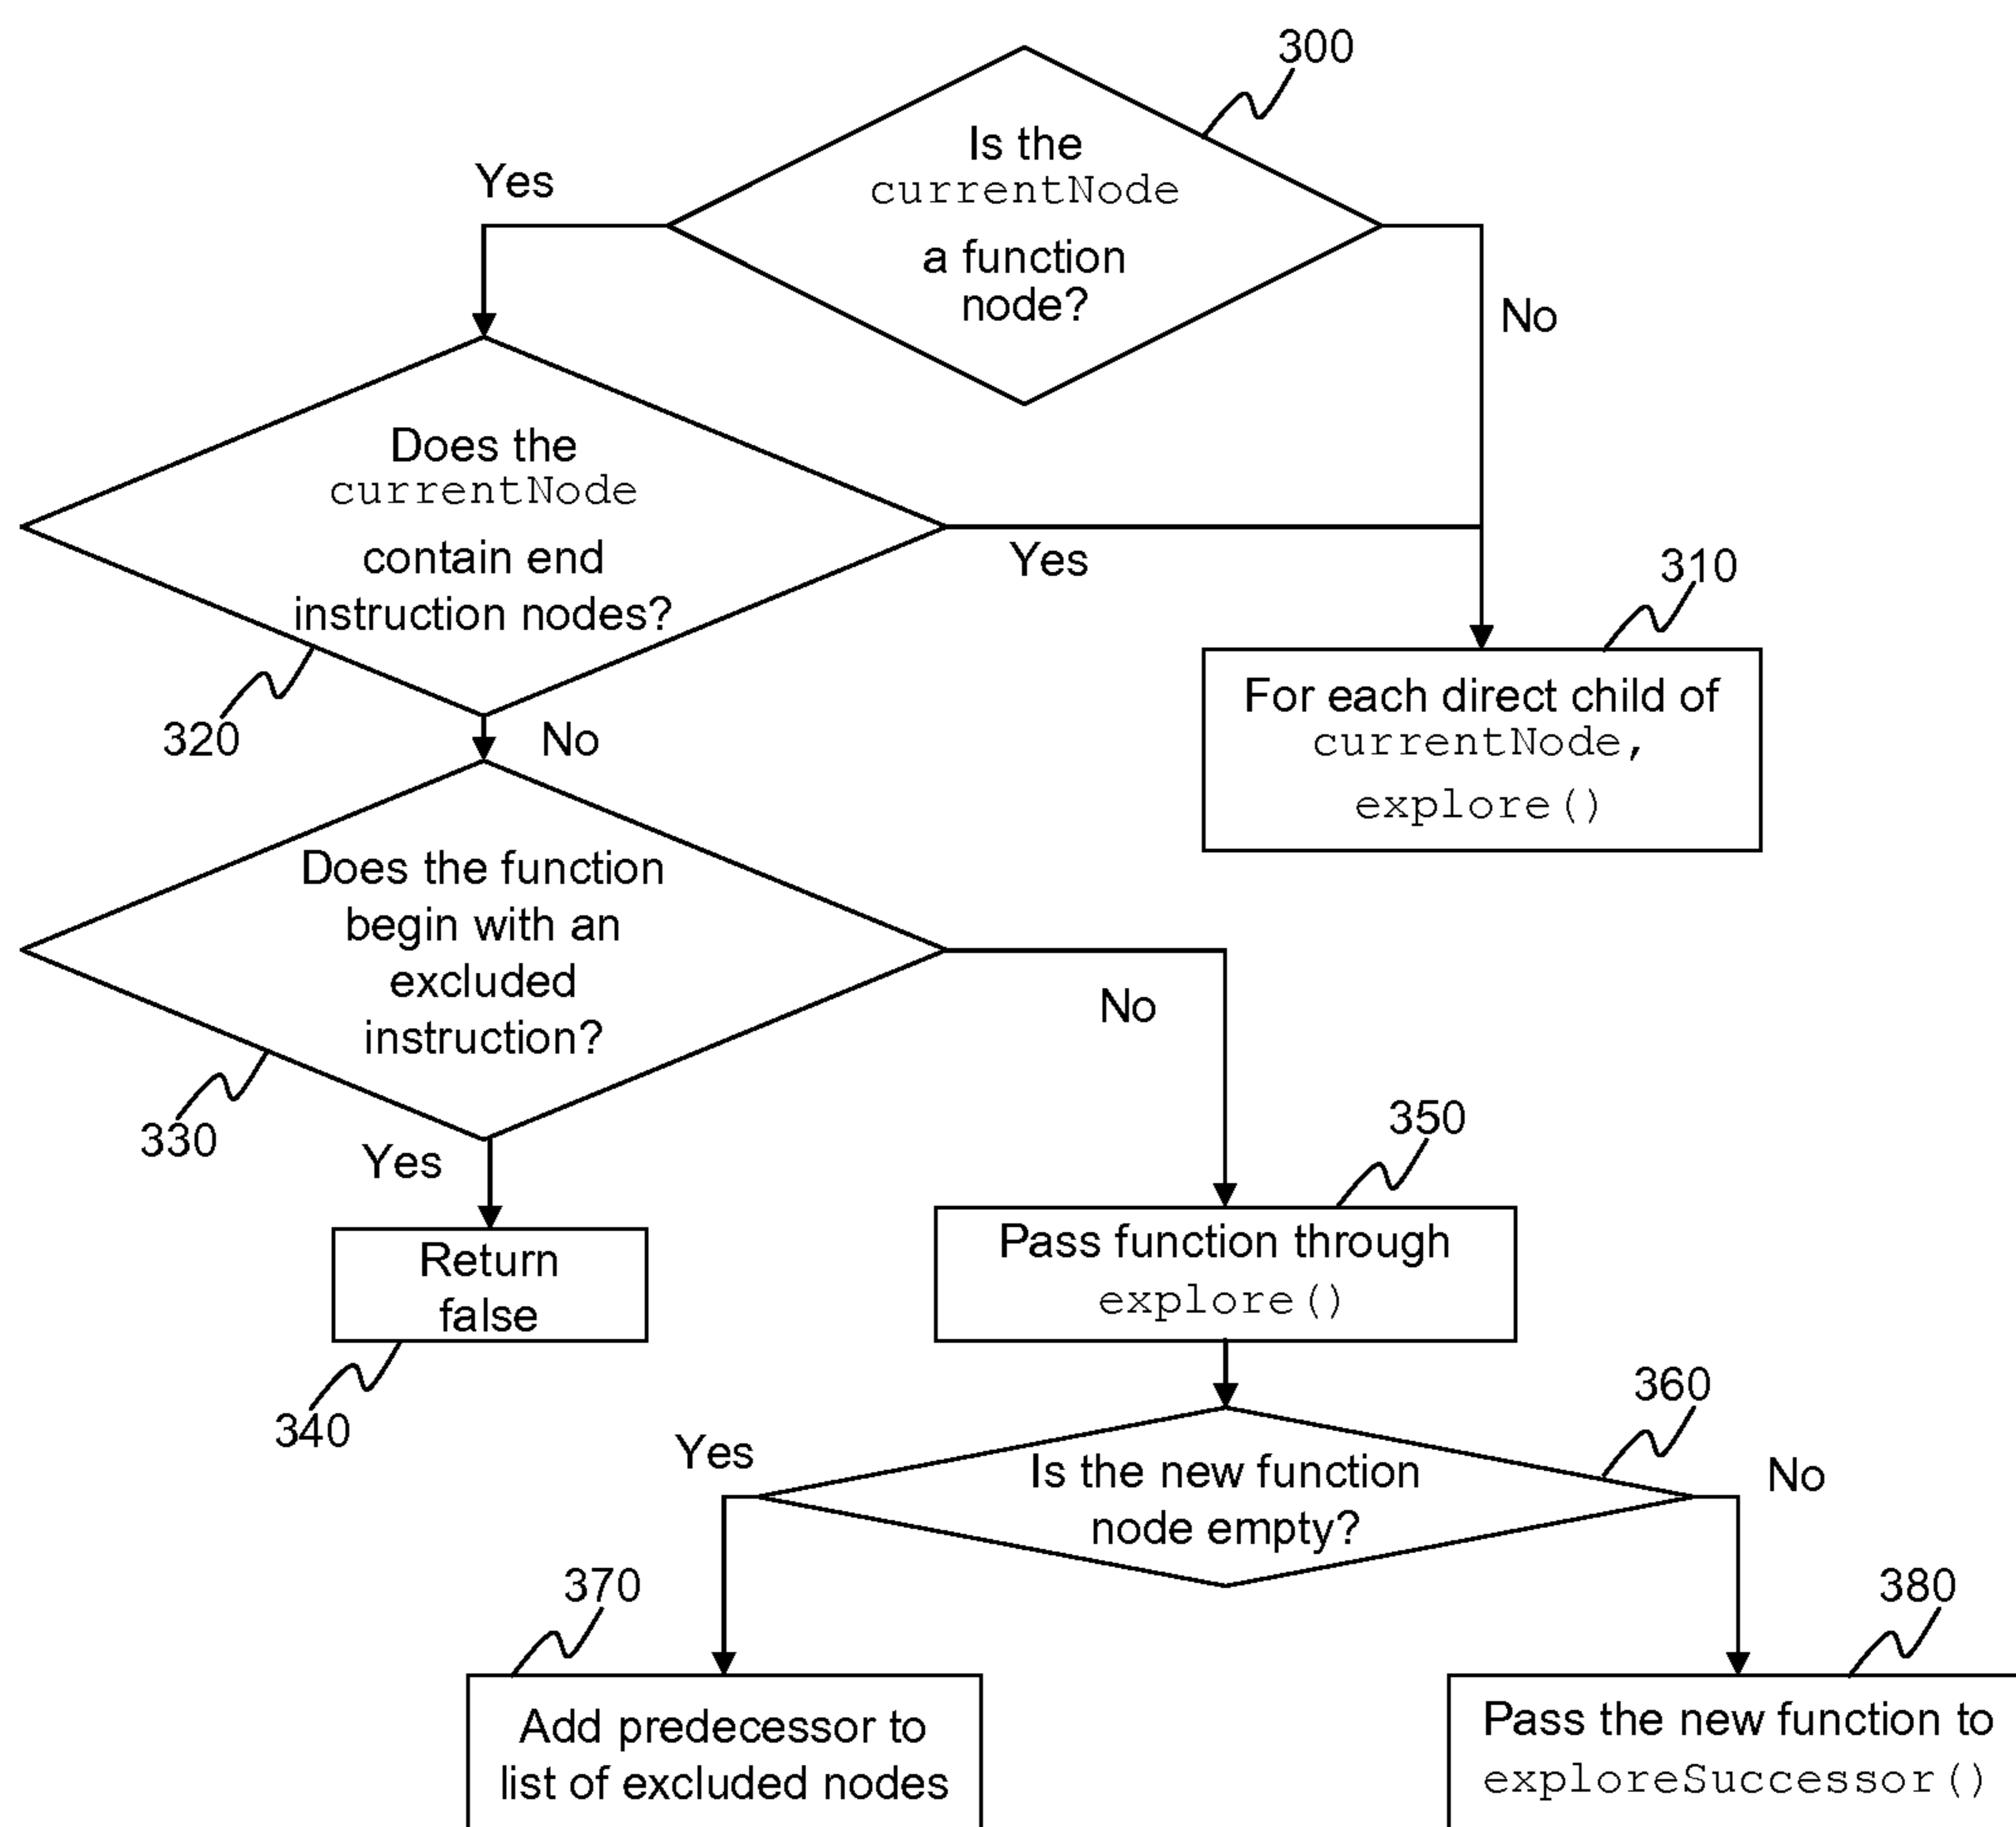 300
Is the
currentNode
a function
node?
Yes
No
Does the
currentNode
contain end
instruction nodes?
Yes
310
For each direct child of
currentNode,
explore()
320
No
Does the function
begin with an
excluded
instruction?
No
330
Yes
350
Pass function through
explore()
Return
false
340
360
Yes
Is the new function
node empty?
No
370
380
Add predecessor to
list of excluded nodes
Pass the new function to
exploreSuccessor()